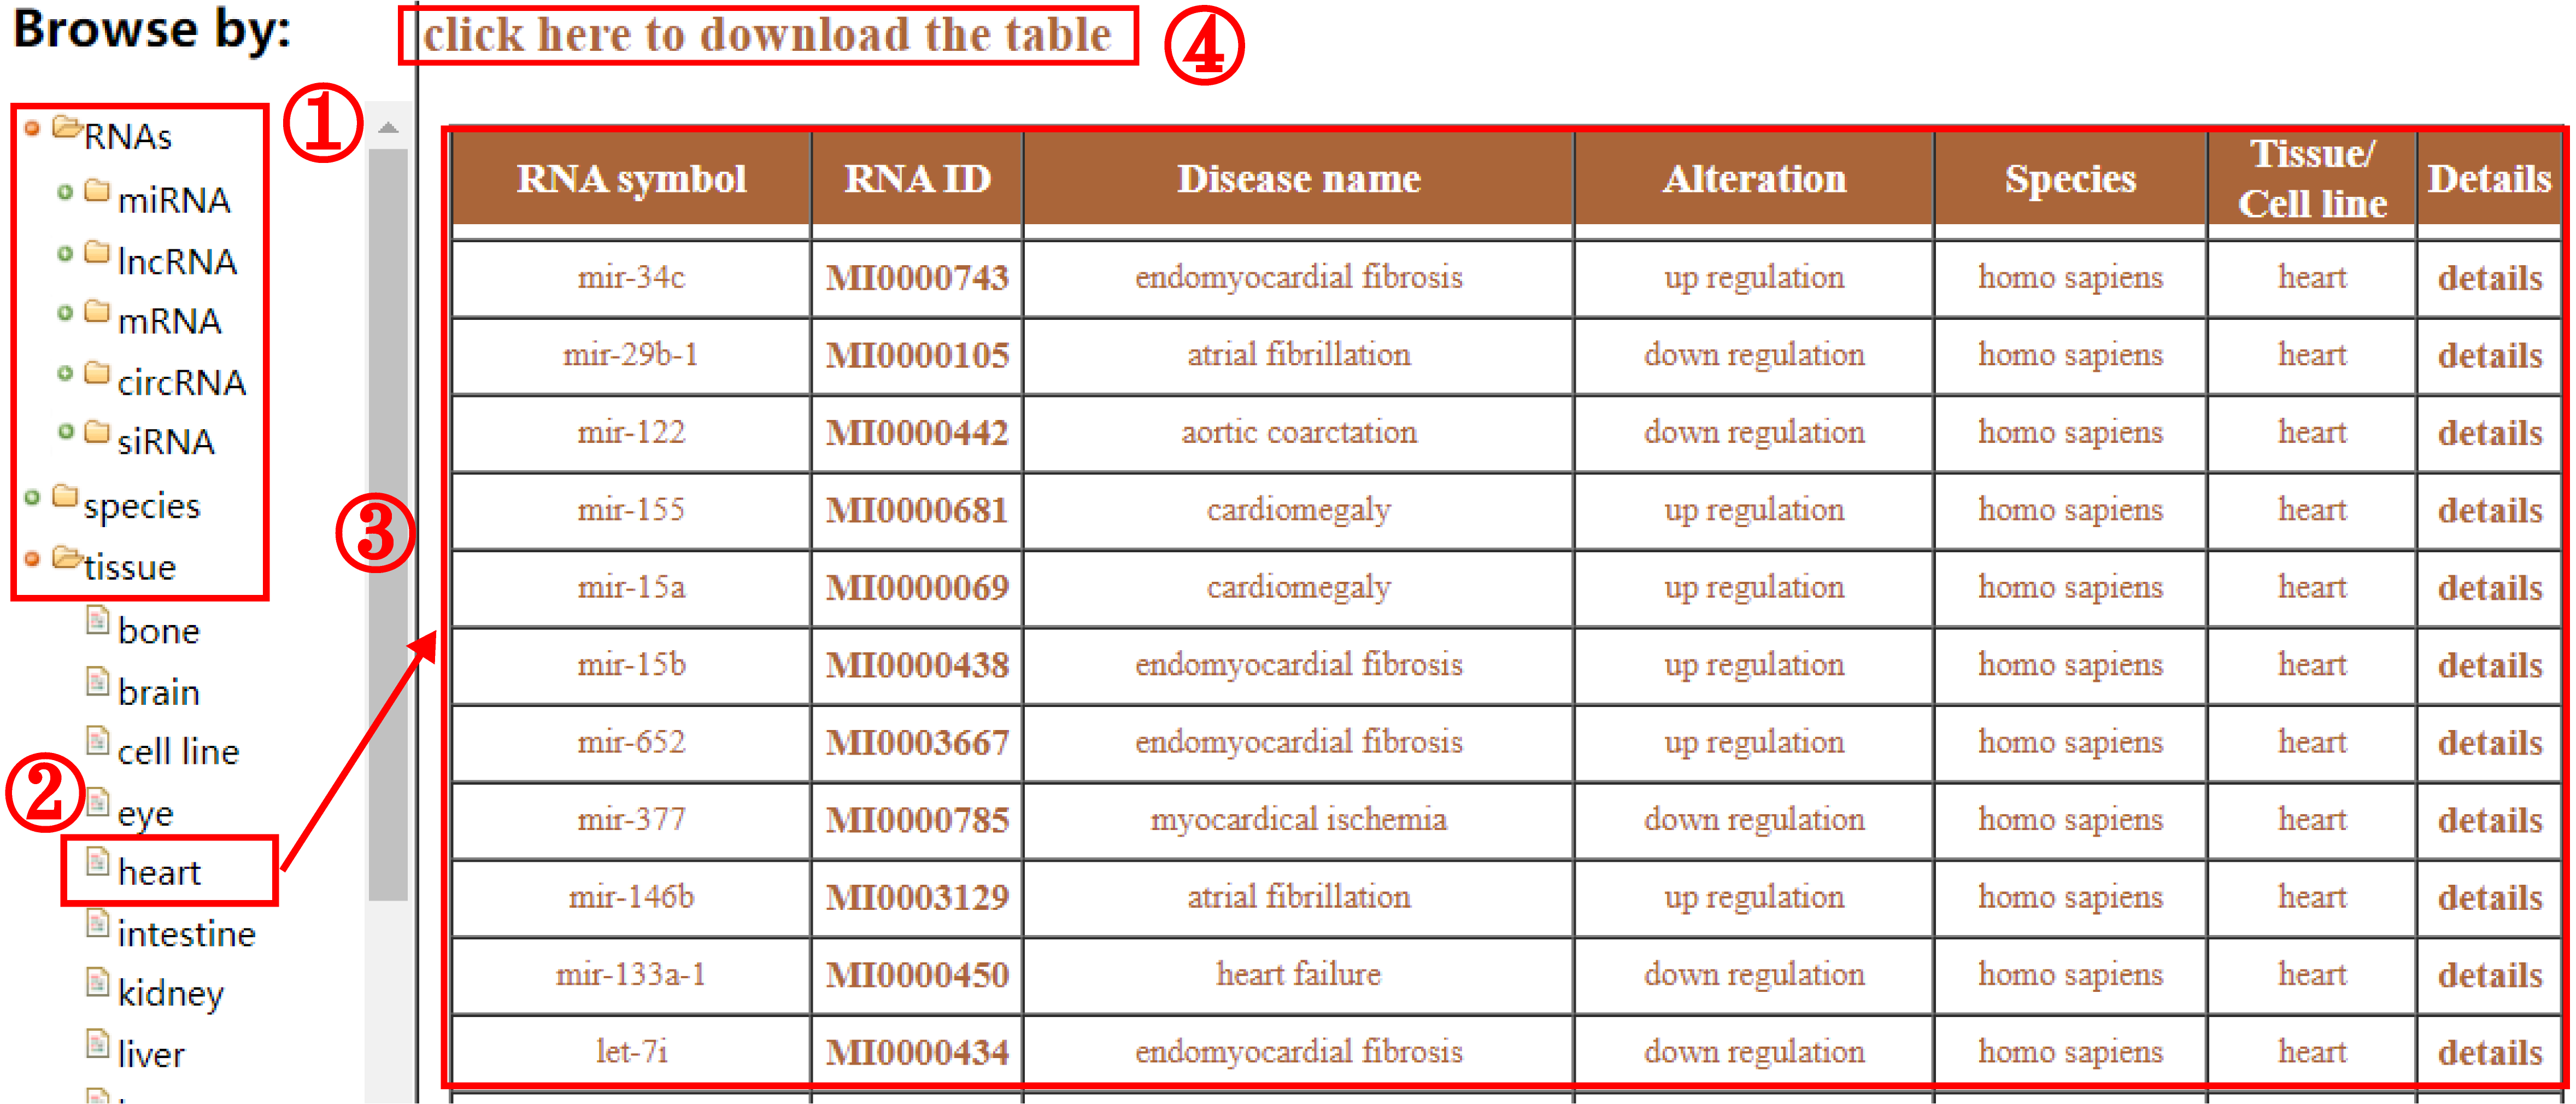 Browse by:
click here to download the table
④
①
RNAs
miRNA
lncRNA
mRNA
circRNA
siRNA
species
tissue
bone
brain
cell line
②
eye
heart
intestine
kidney
liver
③
RNA symbol RNA ID Disease name Alteration Species Tissue/ Cell line Details
mir-34c MI0000743 endomyocardial fibrosis up regulation homo sapiens heart details
mir-29b-1 MI0000105 atrial fibrillation down regulation homo sapiens heart details
mir-122 MI0000442 aortic coarctation down regulation homo sapiens heart details
mir-155 MI0000681 cardiomegaly up regulation homo sapiens heart details
mir-15a MI0000069 cardiomegaly up regulation homo sapiens heart details
mir-15b MI0000438 endomyocardial fibrosis up regulation homo sapiens heart details
mir-652 MI0003667 endomyocardial fibrosis up regulation homo sapiens heart details
mir-377 MI0000785 myocardical ischemia down regulation homo sapiens heart details
mir-146b MI0003129 atrial fibrillation up regulation homo sapiens heart details
mir-133a-1 MI0000450 heart failure down regulation homo sapiens heart details
let-7i MI0000434 endomyocardial fibrosis down regulation homo sapiens heart details